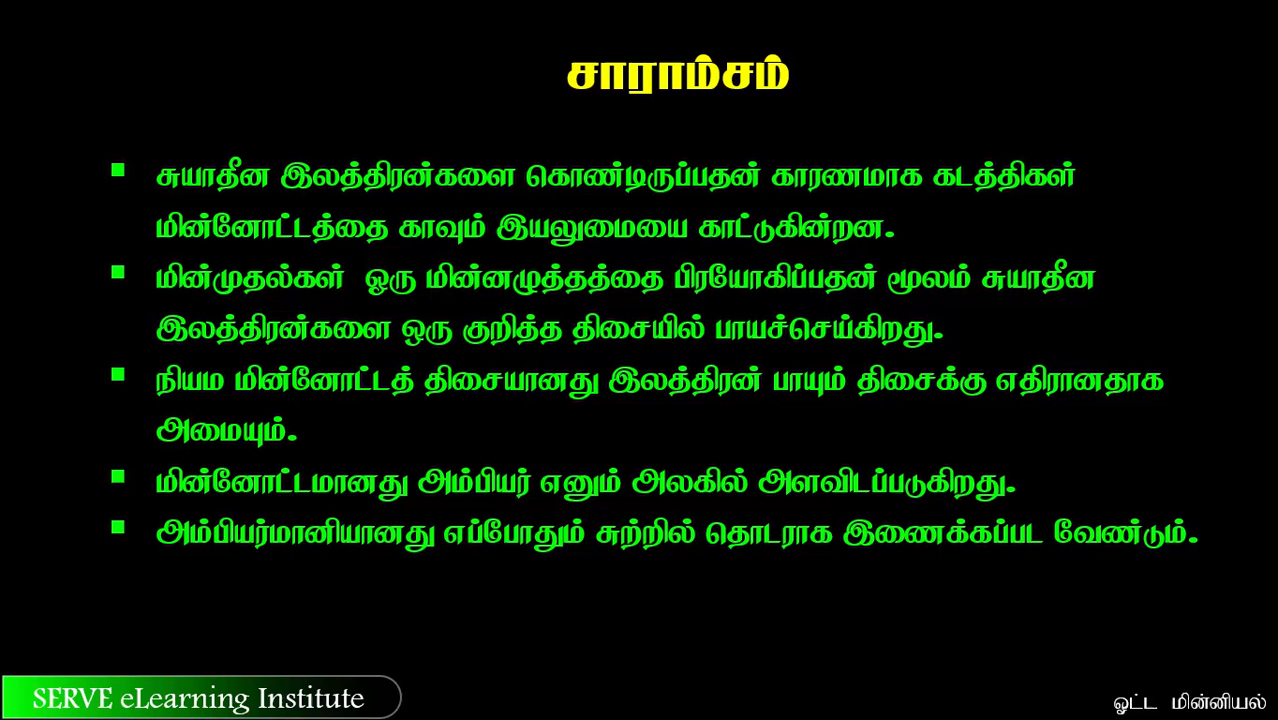 சாராம்சம்
▪ சுயாதீன இலத்திரன்களை கொண்டிருப்பதன் காரணமாக கடத்திகள்
மின்னோட்டத்தை காவும் இயலுமையை காட்டுகின்றன.
▪ மின்முதல்கள் ஓரு மின்னழுத்தத்தை பிரயோகிப்பதன் மூலம் சுயாதீன
இலத்திரன்களை ஒரு குறித்த திசையில் பாயச்செய்கிறது.
▪ நியம மின்னோட்டத் திசையானது இலத்திரன் பாயும் திசைக்கு எதிரானதாக
அமையும்.
▪ மின்னோட்டமானது அம்பியர் எனும் அலகில் அளவிடப்படுகிறது.
▪ அம்பியர்மானியானது எப்போதும் சுற்றில் தொடராக இணைக்கப்பட வேண்டும்.
SERVE eLearning Institute
ஓட்ட மின்னியல்